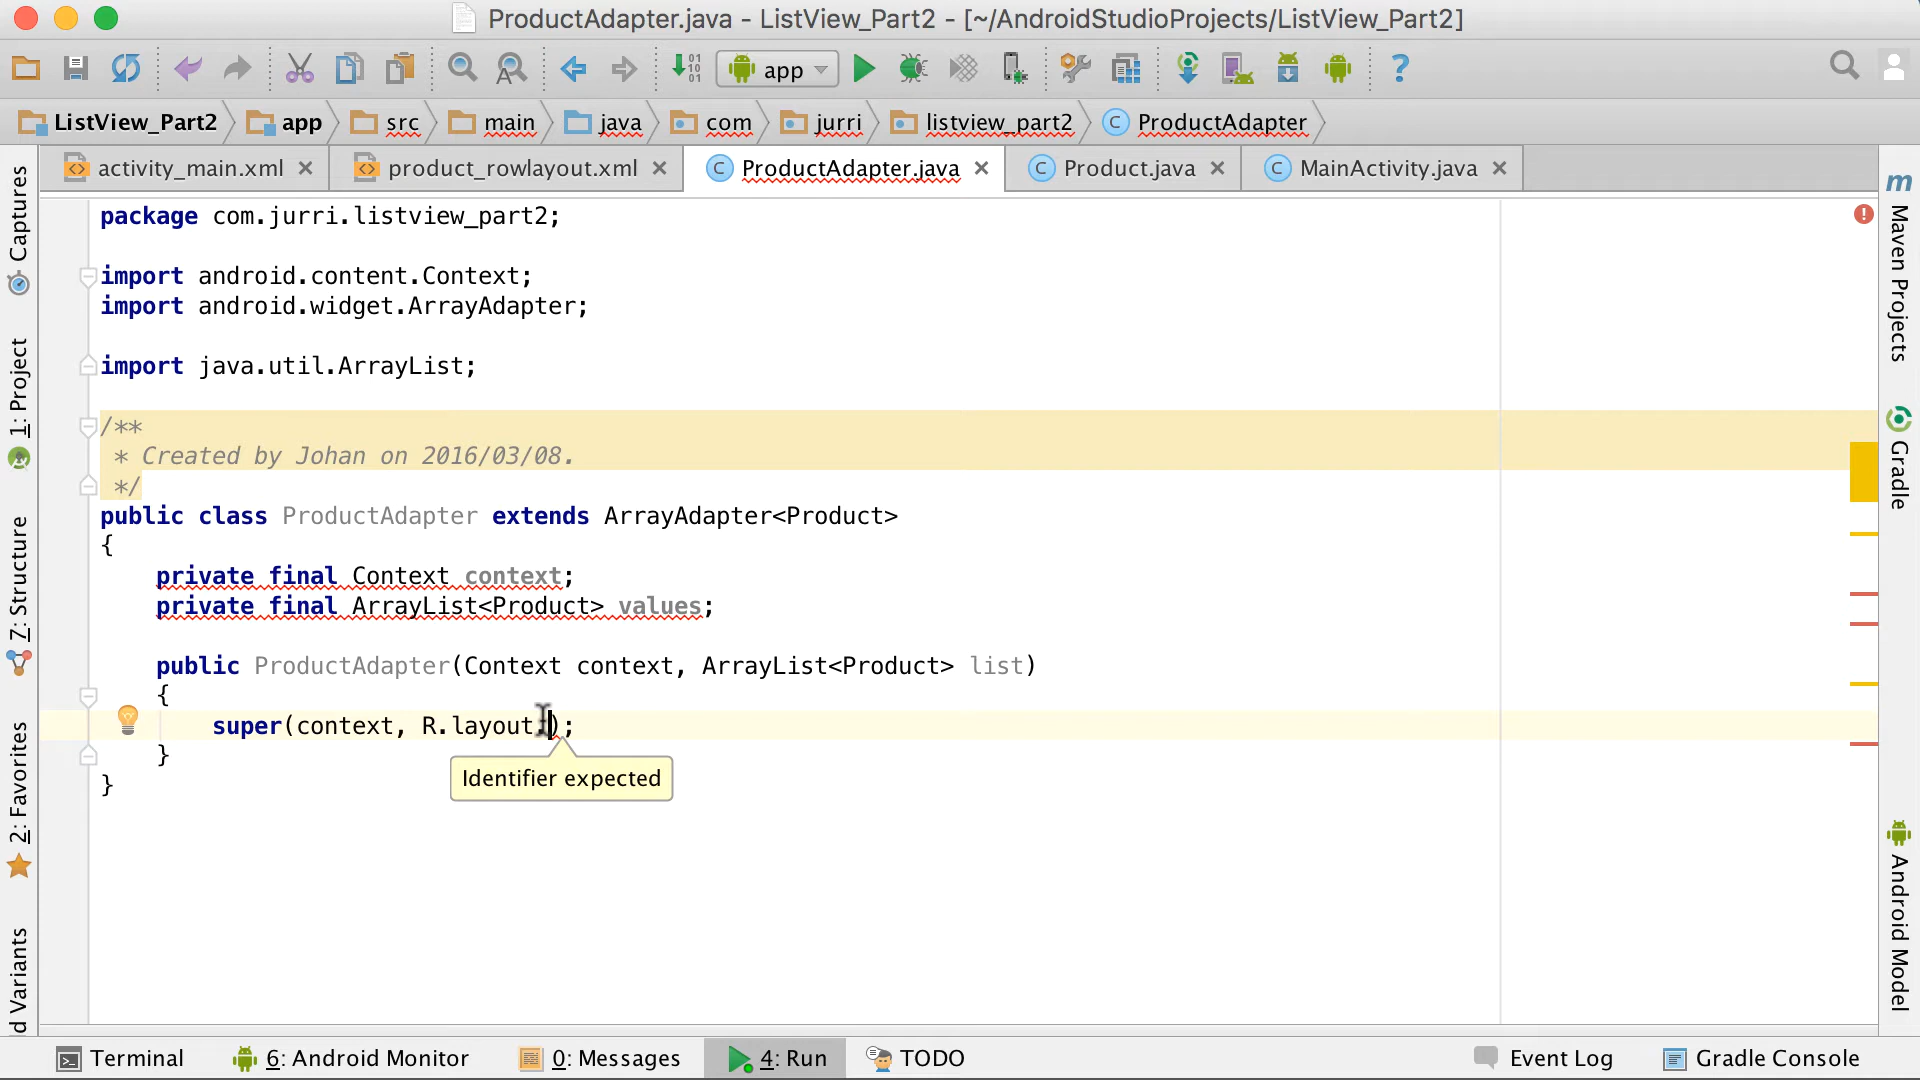 ProductAdapter.java - ListView_Part2 - [~/AndroidStudioProjects/ListView_Part2]
app
ListView_Part2 app src main java com jurri listview_part2 ProductAdapter
activity_main.xml product_rowlayout.xml ProductAdapter.java Product.java MainActivity.java
package com.jurri.listview_part2;
import android.content.Context;
import android.widget.ArrayAdapter;
import java.util.ArrayList;
/**
* Created by Johan on 2016/03/08.
*/
public class ProductAdapter extends ArrayAdapter<Product>
{
private final Context context;
private final ArrayList<Product> values;
public ProductAdapter(Context context, ArrayList<Product> list)
{
super(context, R.layout.);
}
Identifier expected
}
Captures
1: Project
7: Structure
2: Favorites
d Variants
m
Maven Projects
Gradle
Android Model
Terminal 6: Android Monitor 0: Messages 4: Run TODO Event Log Gradle Console